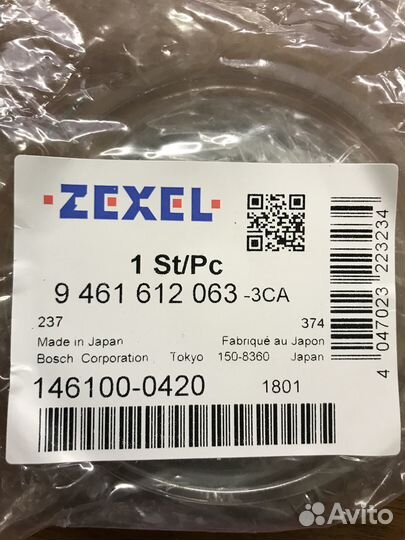 ZEXEL
1 St/Pc
9 461 612 063 -3CA
237 374
Made in Japan Fabriqué au Japon
Bosch Corporation Tokyo 150-8360 Japan
146100-0420 1801
4 047023 223234
Avito